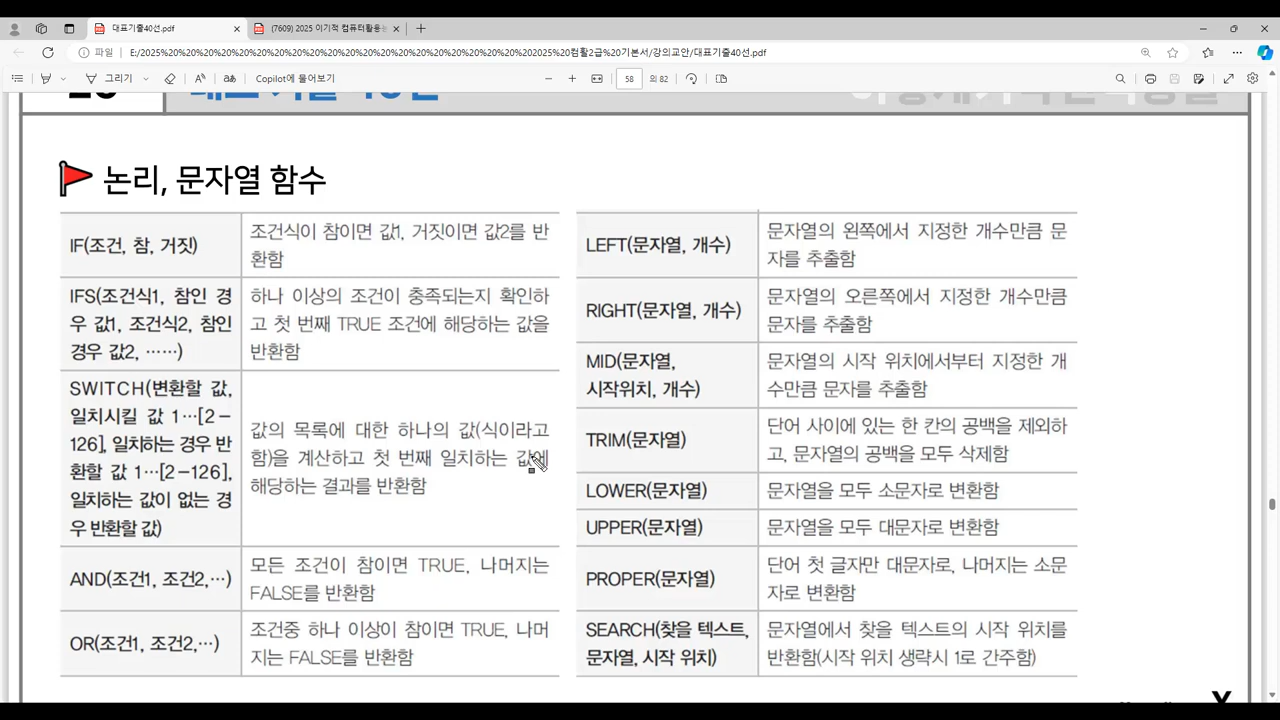 대표기출40선.pdf
(7609) 2025 이기적 컴퓨터활용능
파일
E:/2025%20%20%20%20%20%20%20%20%20%20%20%20%202025%20컴활2급%20기본서/강의교안/대표기출40선.pdf
그리기
Copilot에 물어보기
58
의 82
논리, 문자열 함수
IF(조건, 참, 거짓)
조건식이 참이면 값1, 거짓이면 값2를 반
환함
IFS(조건식1, 참인 경
우 값1, 조건식2, 참인
경우 값2, ……)
하나 이상의 조건이 충족되는지 확인하
고 첫 번째 TRUE 조건에 해당하는 값을
반환함
SWITCH(변환할 값,
일치시킬 값 1…[2-
126], 일치하는 경우 반
환할 값 1…[2-126],
일치하는 값이 없는 경
우 반환할 값)
값의 목록에 대한 하나의 값(식이라고
함)을 계산하고 첫 번째 일치하는 값에
해당하는 결과를 반환함
AND(조건1, 조건2,…)
모든 조건이 참이면 TRUE, 나머지는
FALSE를 반환함
OR(조건1, 조건2,…)
조건중 하나 이상이 참이면 TRUE, 나머
지는 FALSE를 반환함
LEFT(문자열, 개수)
문자열의 왼쪽에서 지정한 개수만큼 문
자를 추출함
RIGHT(문자열, 개수)
문자열의 오른쪽에서 지정한 개수만큼
문자를 추출함
MID(문자열,
시작위치, 개수)
문자열의 시작 위치에서부터 지정한 개
수만큼 문자를 추출함
TRIM(문자열)
단어 사이에 있는 한 칸의 공백을 제외하
고, 문자열의 공백을 모두 삭제함
LOWER(문자열)
문자열을 모두 소문자로 변환함
UPPER(문자열)
문자열을 모두 대문자로 변환함
PROPER(문자열)
단어 첫 글자만 대문자로, 나머지는 소문
자로 변환함
SEARCH(찾을 텍스트,
문자열, 시작 위치)
문자열에서 찾을 텍스트의 시작 위치를
반환함(시작 위치 생략시 1로 간주함)